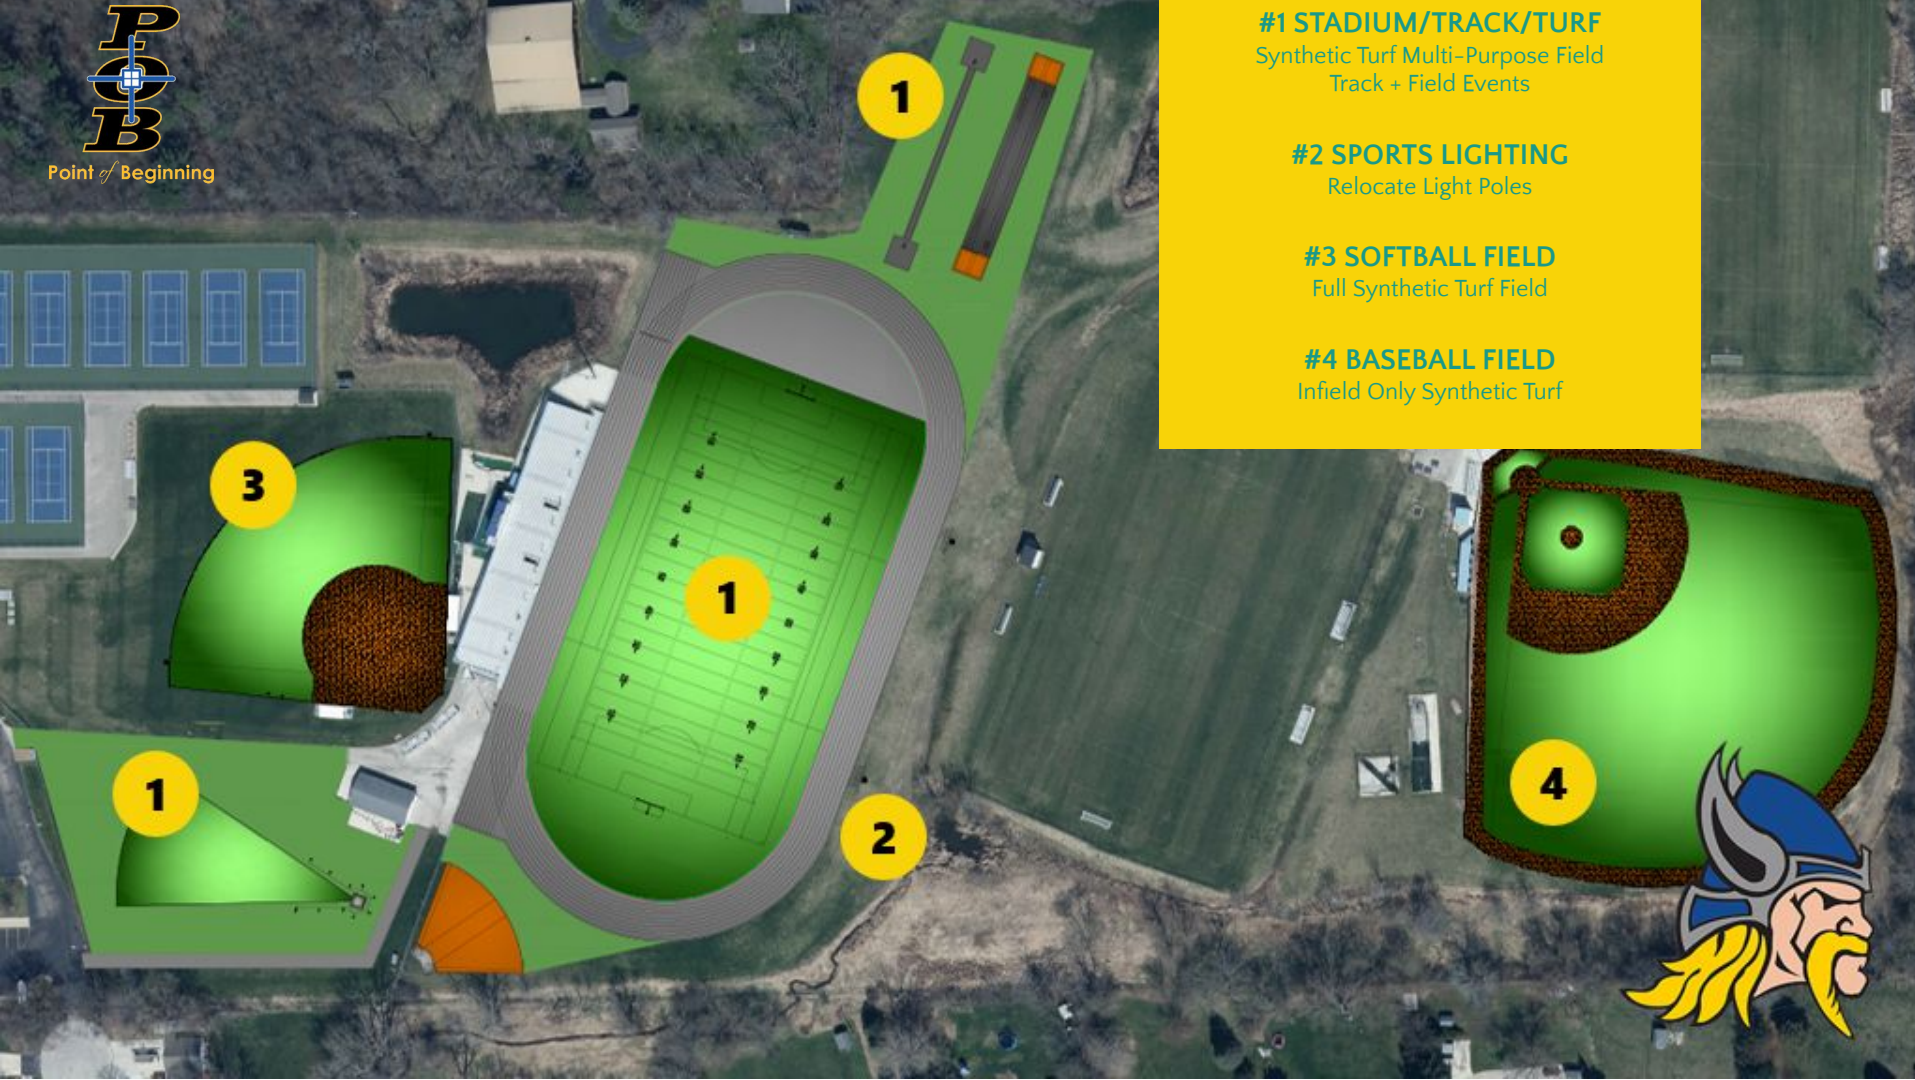 POB
Point of Beginning
#1 STADIUM/TRACK/TURF
Synthetic Turf Multi-Purpose Field
Track + Field Events
#2 SPORTS LIGHTING
Relocate Light Poles
#3 SOFTBALL FIELD
Full Synthetic Turf Field
#4 BASEBALL FIELD
Infield Only Synthetic Turf
1
3
1
1
2
4